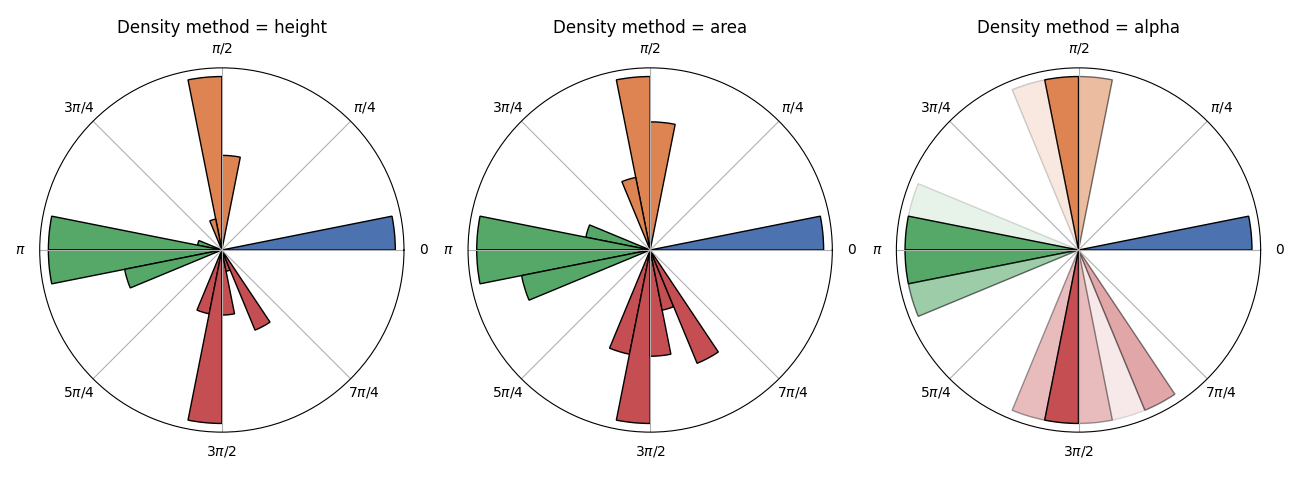 Density method = height
π/2
3π/4
π/4
π
0
5π/4
7π/4
3π/2
Density method = area
π/2
3π/4
π/4
π
0
5π/4
7π/4
3π/2
Density method = alpha
π/2
3π/4
π/4
π
0
5π/4
7π/4
3π/2